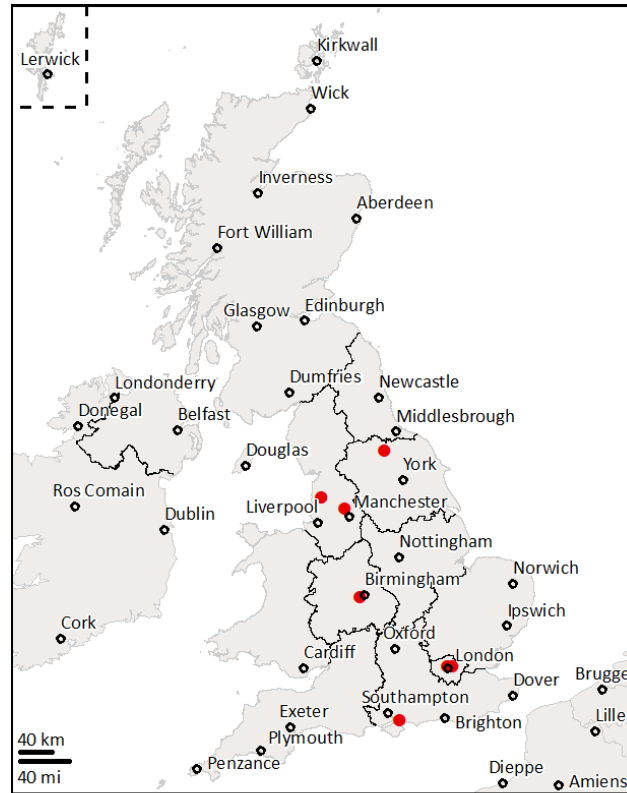 Kirkwall
Lerwick
Wick
Inverness
Aberdeen
Fort William
Glasgow
Edinburgh
Dumfries
Londonderry
Newcastle
Donegal
Belfast
Middlesbrough
Douglas
York
Ros Comain
Liverpool
Manchester
Dublin
Nottingham
Birmingham
Norwich
Ipswich
Cork
Oxford
Cardiff
London
Brugge
Dover
Southampton
Exeter
Brighton
Lille
40 km
Plymouth
40 mi
Penzance
Dieppe
Amiens